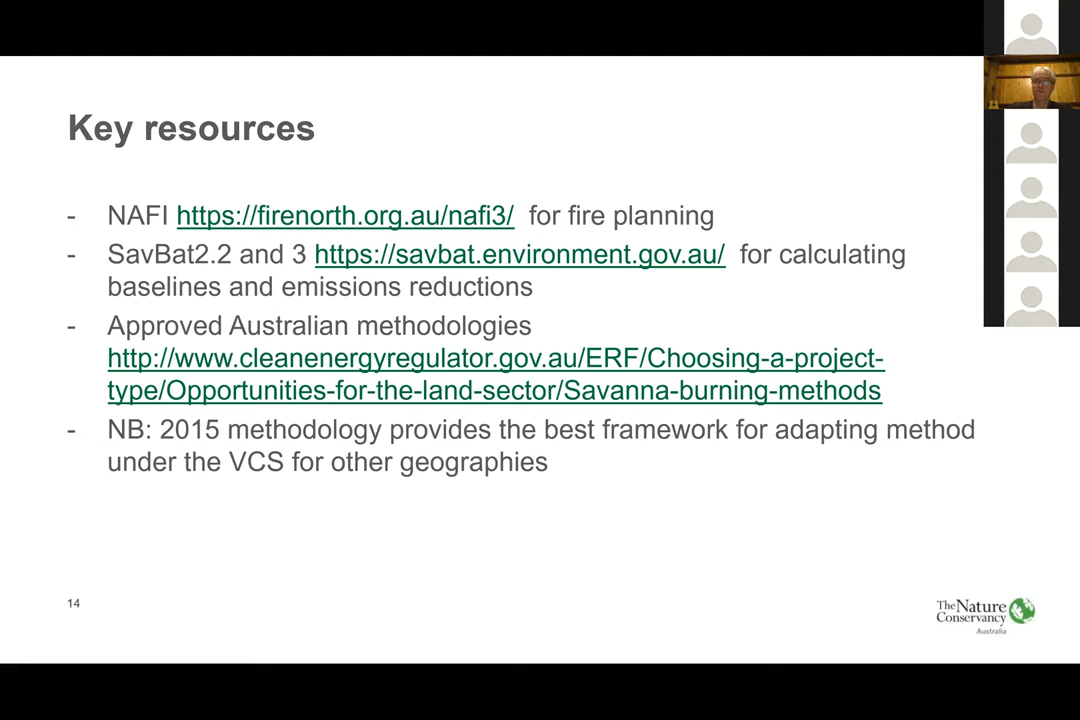 Key resources
- NAFI https://firenorth.org.au/nafi3/ for fire planning
- SavBat2.2 and 3 https://savbat.environment.gov.au/ for calculating
baselines and emissions reductions
- Approved Australian methodologies
http://www.cleanenergyregulator.gov.au/ERF/Choosing-a-project-
type/Opportunities-for-the-land-sector/Savanna-burning-methods
- NB: 2015 methodology provides the best framework for adapting method
under the VCS for other geographies
14
The Nature
Conservancy
Australia